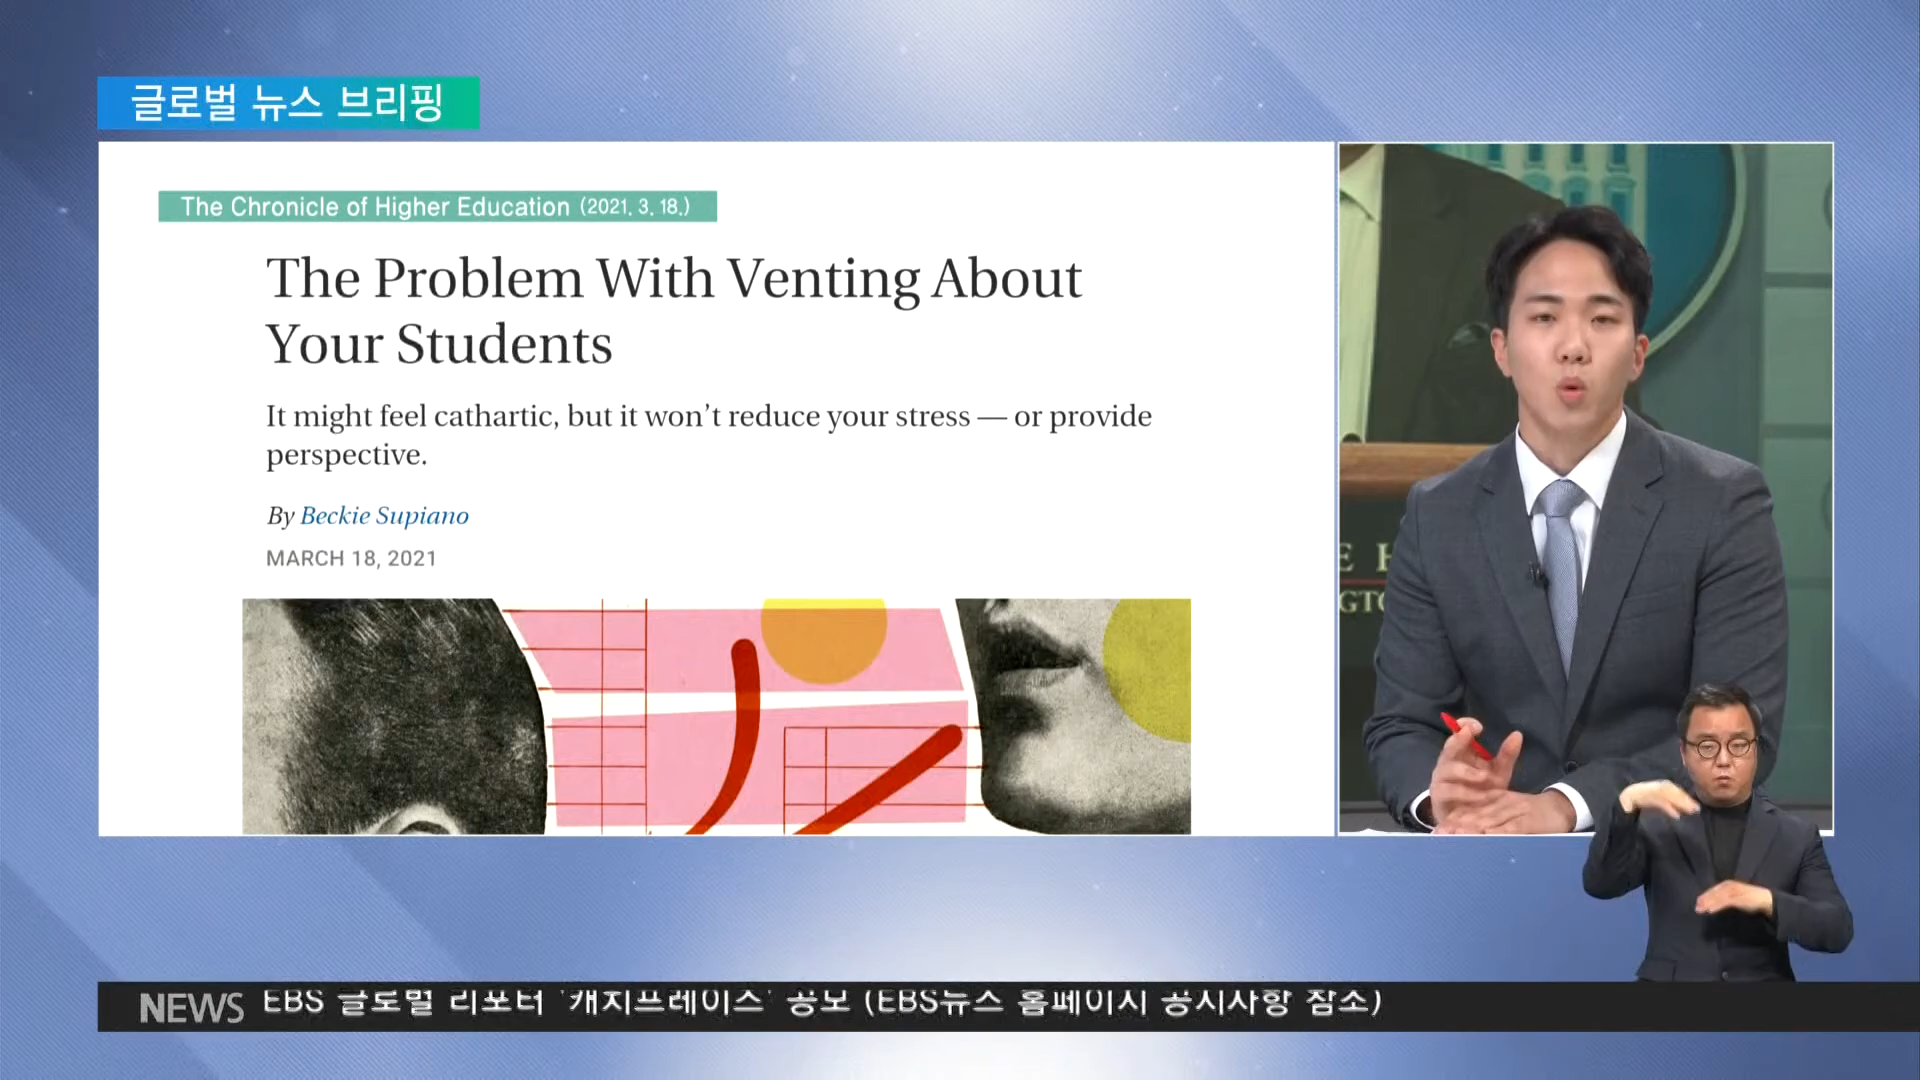 글로벌 뉴스 브리핑
The Chronicle of Higher Education (2021. 3. 18.)
The Problem With Venting About
Your Students
It might feel cathartic, but it won't reduce your stress — or provide
perspective.
By Beckie Supiano
MARCH 18, 2021
E H
GTO
NEWS EBS 글로벌 리포터 '캐치프레이즈' 공모 (EBS뉴스 홈페이지 공지사항 참조)